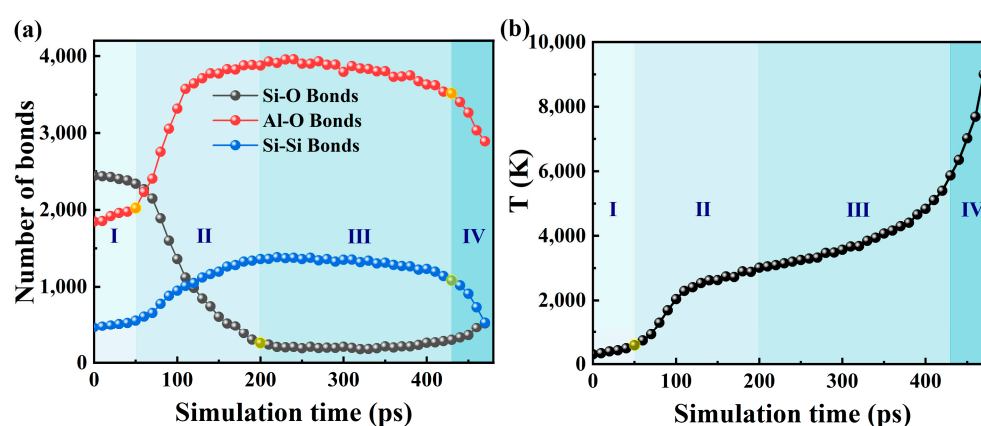 (a)
Number of bonds
4,000
3,000
2,000
1,000
0
Si-O Bonds
Al-O Bonds
Si-Si Bonds
I
II
III
IV
0
100
200
300
400
Simulation time (ps)
(b)
T (K)
10,000
8,000
6,000
4,000
2,000
0
I
II
III
IV
0
100
200
300
400
Simulation time (ps)